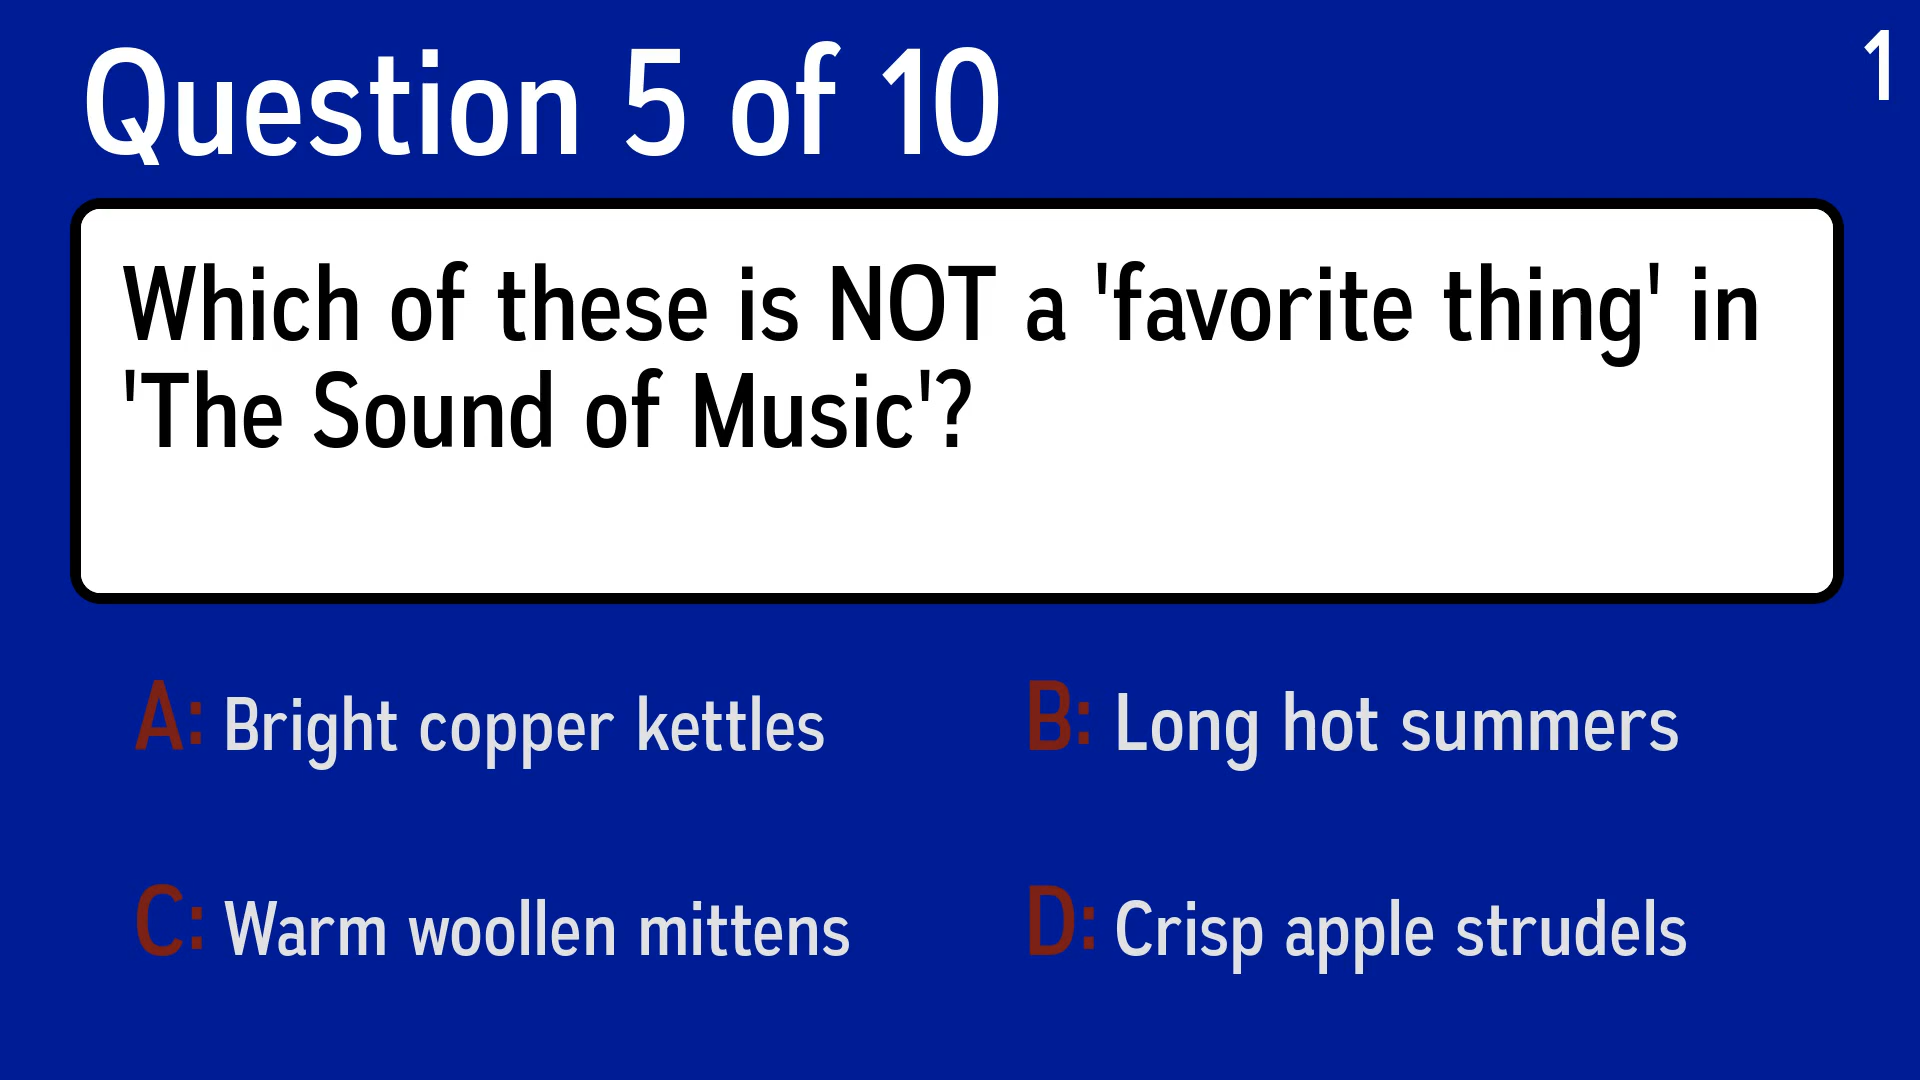 Question 5 of 10
1
Which of these is NOT a 'favorite thing' in
'The Sound of Music'?
A: Bright copper kettles
B: Long hot summers
C: Warm woollen mittens
D: Crisp apple strudels